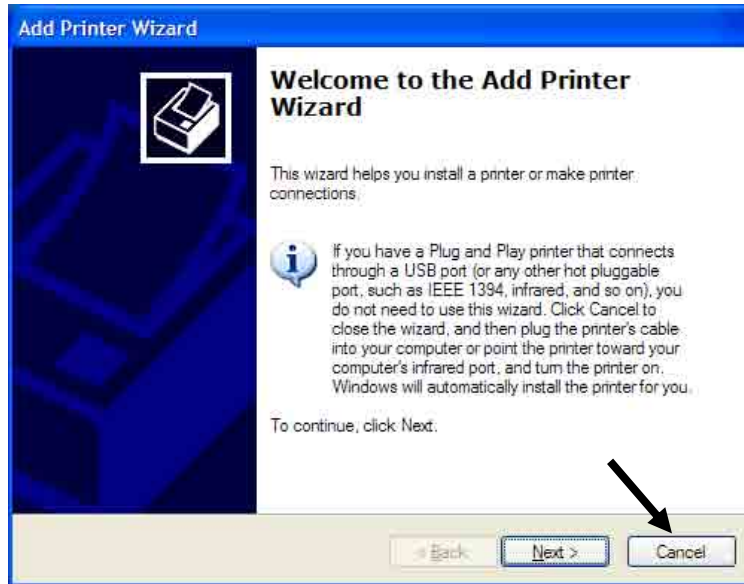 Add Printer Wizard
Welcome to the Add Printer
Wizard
This wizard helps you install a printer or make printer
connections.
If you have a Plug and Play printer that connects
through a USB port (or any other hot pluggable
port, such as IEEE 1394, infrared, and so on), you
do not need to use this wizard. Click Cancel to
close the wizard, and then plug the printer's cable
into your computer or point the printer toward your
computer's infrared port, and turn the printer on.
Windows will automatically install the printer for you.
To continue, click Next.
< Back Next > Cancel